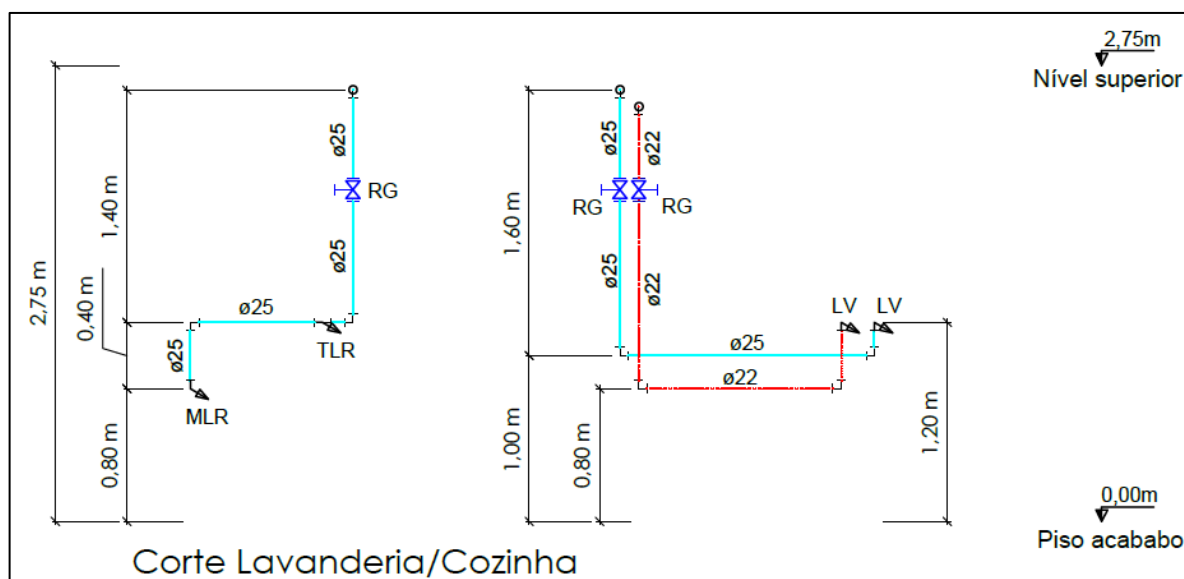 2,75m
Nível superior
2,75 m
1,40 m
0,40 m
0,80 m
ø25
RG
ø25
ø25
TLR
ø25
MLR
1,60 m
1,00 m
0,80 m
ø25
ø22
RG
RG
ø25
ø22
LV
LV
ø25
ø22
1,20 m
0,00m
Piso acababo
Corte Lavanderia/Cozinha